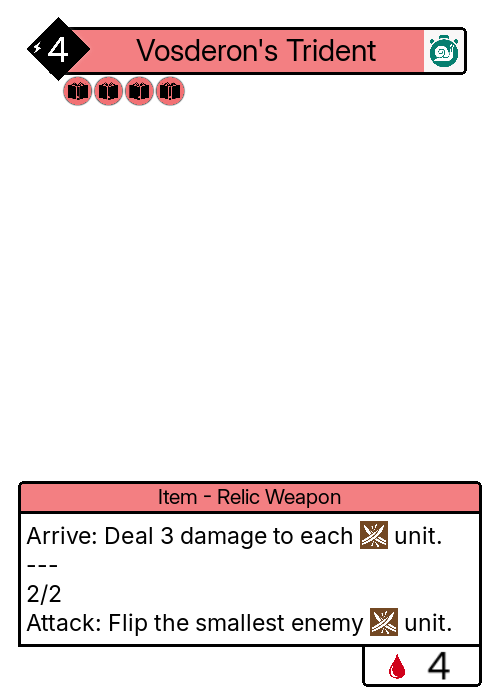 4 Vosderon's Trident
Item - Relic Weapon
Arrive: Deal 3 damage to each unit.
---
2/2
Attack: Flip the smallest enemy unit.
4